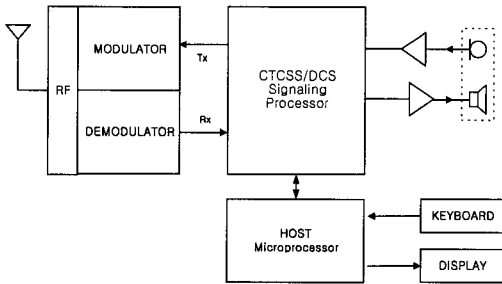 MODULATOR
RF
Tx
DEMODULATOR
Rx
CTCSS/DCS
Signaling
Processor
HOST
Microprocessor
KEYBOARD
DISPLAY